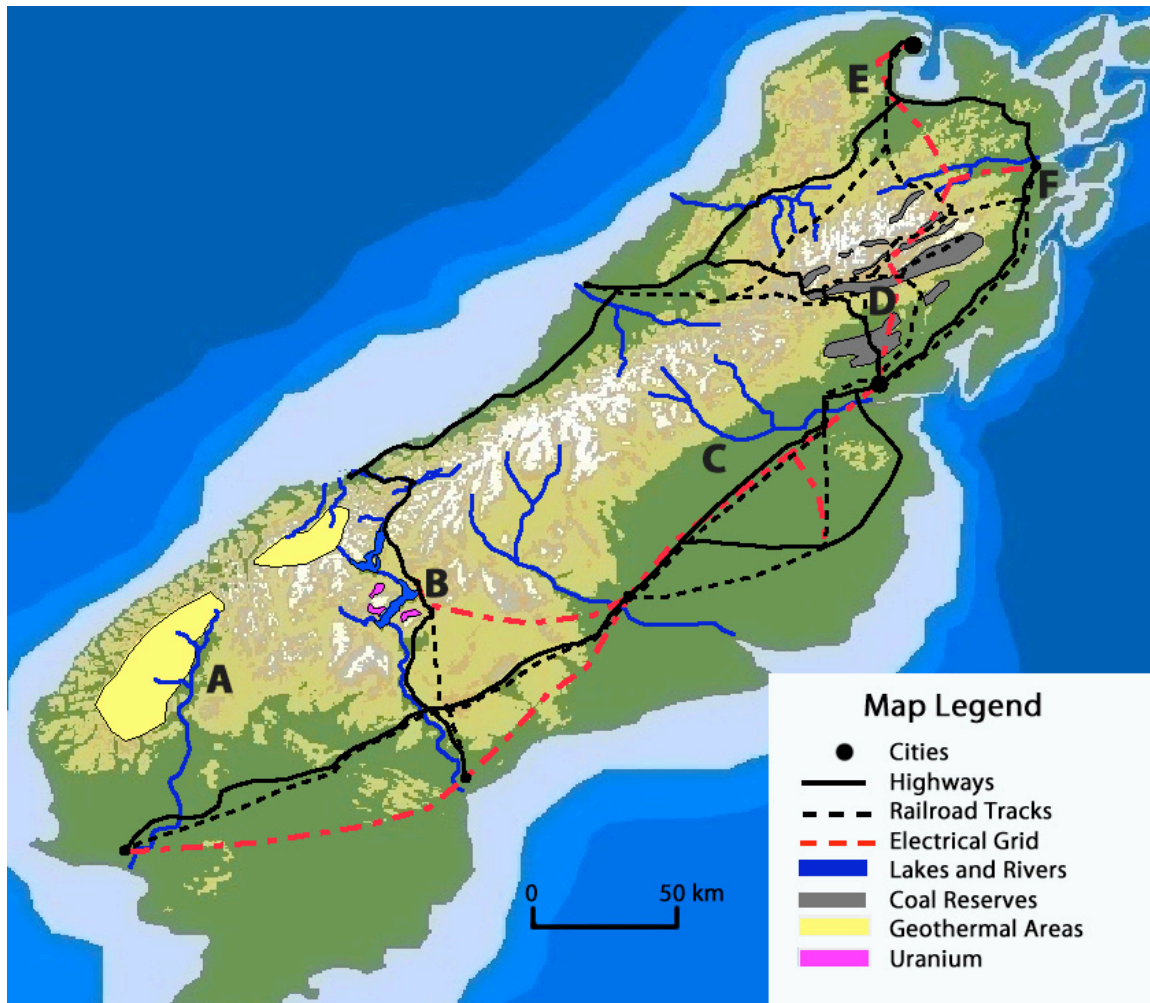 E
F
D
C
B
A
0 50 km
Map Legend
Cities
Highways
Railroad Tracks
Electrical Grid
Lakes and Rivers
Coal Reserves
Geothermal Areas
Uranium